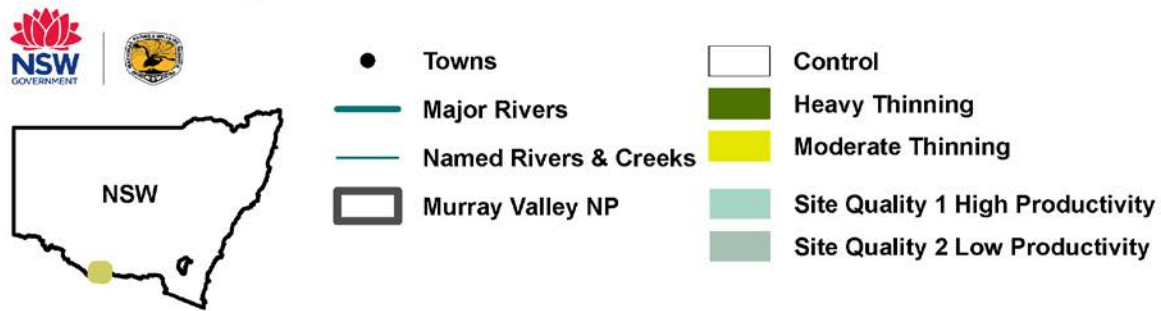 NSW
GOVERNMENT
NSW
Towns
Major Rivers
Named Rivers & Creeks
Murray Valley NP
Control
Heavy Thinning
Moderate Thinning
Site Quality 1 High Productivity
Site Quality 2 Low Productivity